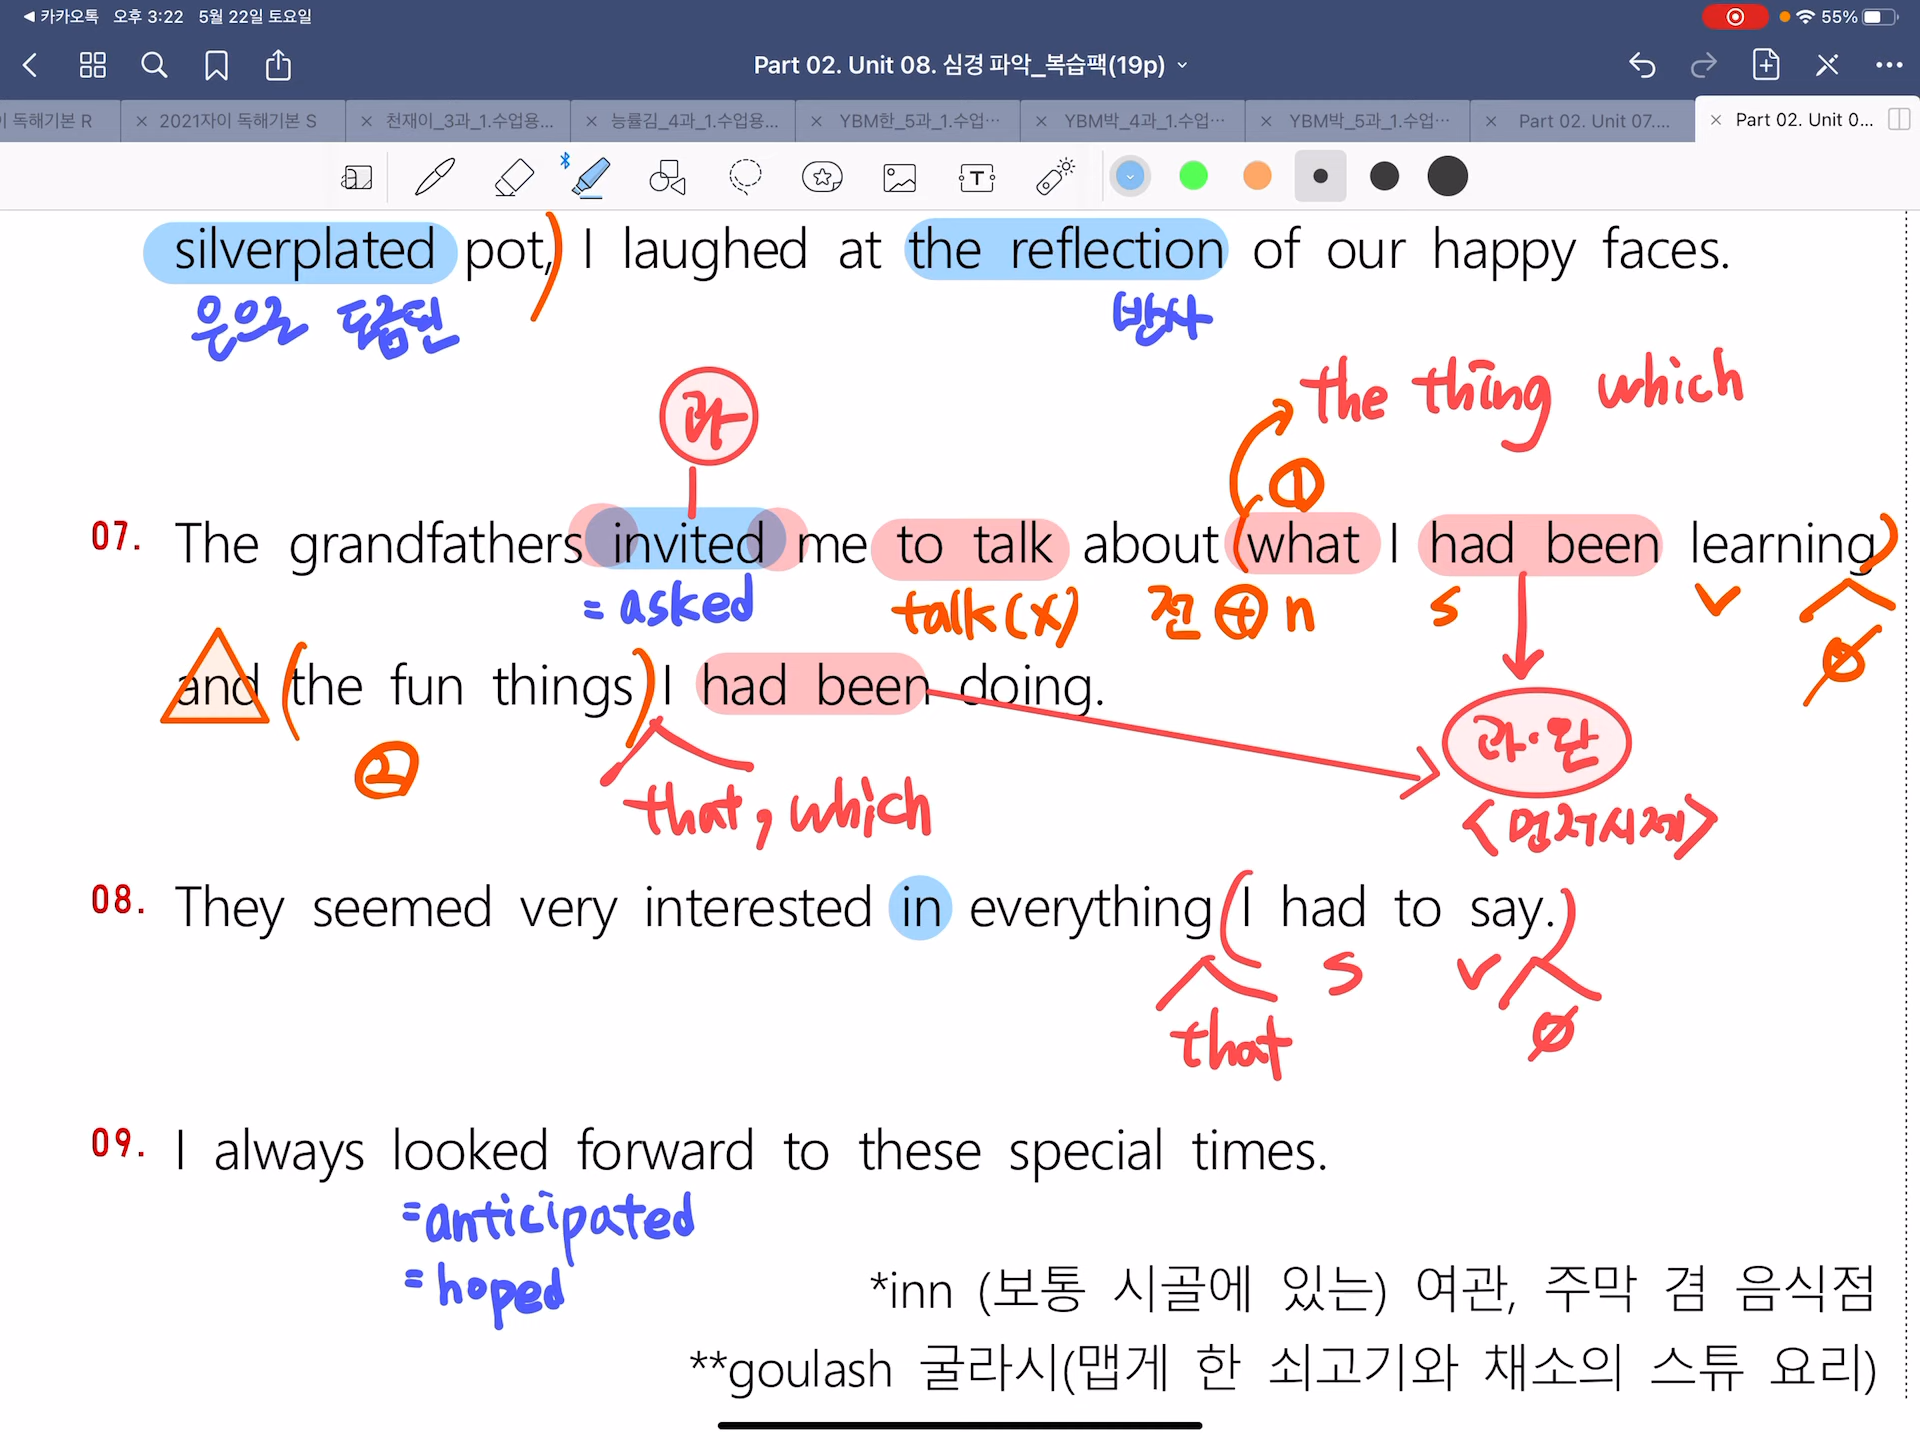 카카오톡 오후 3:22 5월 22일 토요일 55%
Part 02. Unit 08. 심경 파악_복습팩(19p)
이 독해기본 R × 2021자이 독해기본 S × 천재이_3과_1.수업용... × 능률김_4과_1.수업용... × YBM한_5과_1.수업... × YBM박_4과_1.수업... × YBM박_5과_1.수업... × Part 02. Unit 07.... × Part 02. Unit 0...
silverplated pot, I laughed at the reflection of our happy faces.
은으로 도금된 반사
과 the thing which
①
07. The grandfathers invited me to talk about what I had been learning
= asked talk(x) 전 + n s v ∅
and the fun things I had been doing.
② 과·완
that, which <먼저시제>
08. They seemed very interested in everything I had to say.
s v
that ∅
09. I always looked forward to these special times.
=anticipated
=hoped
*inn (보통 시골에 있는) 여관, 주막 겸 음식점
**goulash 굴라시(맵게 한 쇠고기와 채소의 스튜 요리)